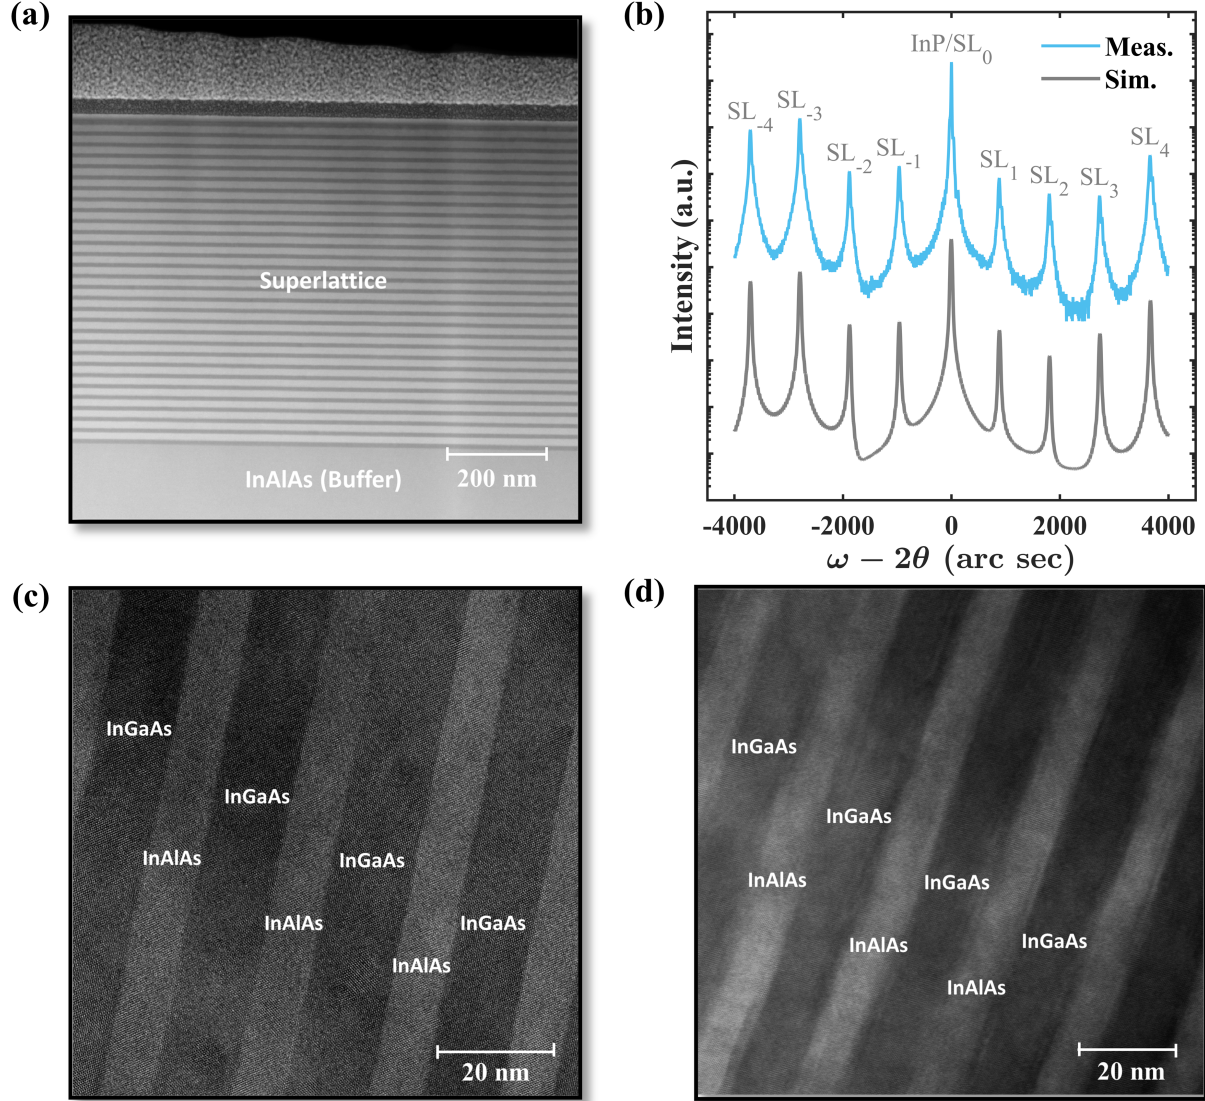 (a)
Superlattice
InAlAs (Buffer)
200 nm
(b)
InP/SL0
Meas.
Sim.
SL-4
SL-3
SL-2
SL-1
SL1
SL2
SL3
SL4
Intensity (a.u.)
-4000
-2000
0
2000
4000
ω − 2θ (arc sec)
(c)
InGaAs
InGaAs
InAlAs
InGaAs
InAlAs
InGaAs
InAlAs
20 nm
(d)
InGaAs
InGaAs
InAlAs
InGaAs
InAlAs
InGaAs
InAlAs
20 nm